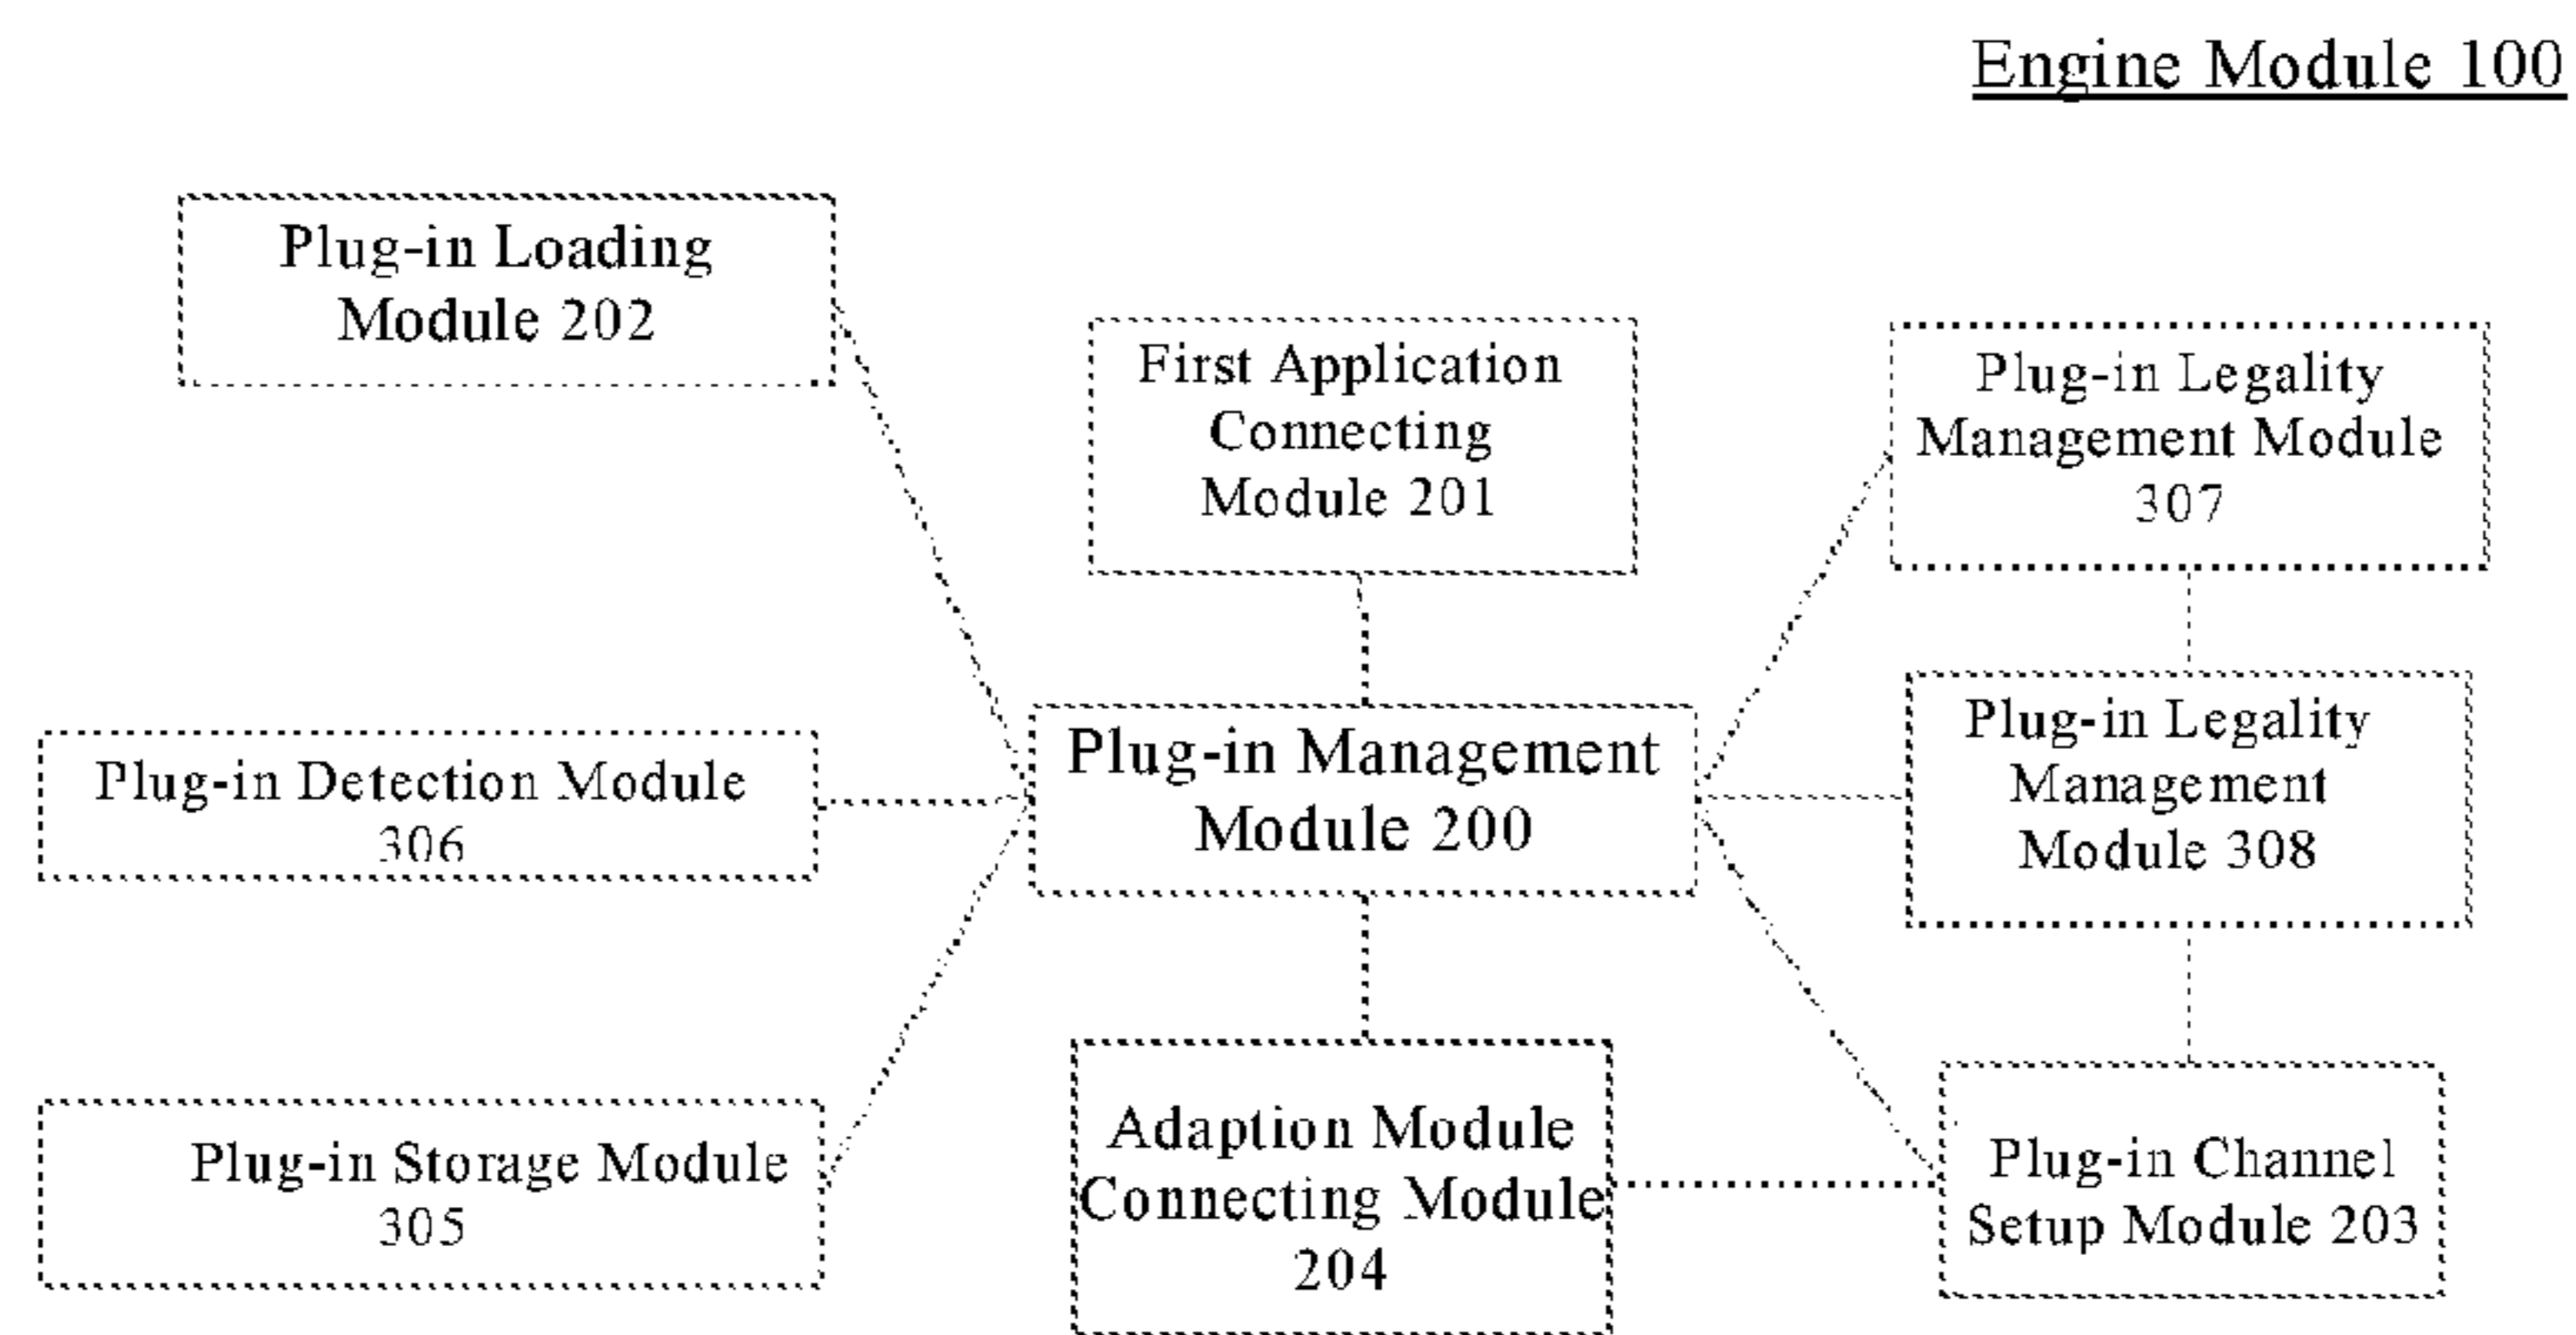 Engine Module 100
Plug-in Loading
Module 202
First Application
Connecting
Module 201
Plug-in Legality
Management Module
307
Plug-in Detection Module
306
Plug-in Management
Module 200
Plug-in Legality
Management
Module 308
Plug-in Storage Module
305
Adaption Module
Connecting Module
204
Plug-in Channel
Setup Module 203